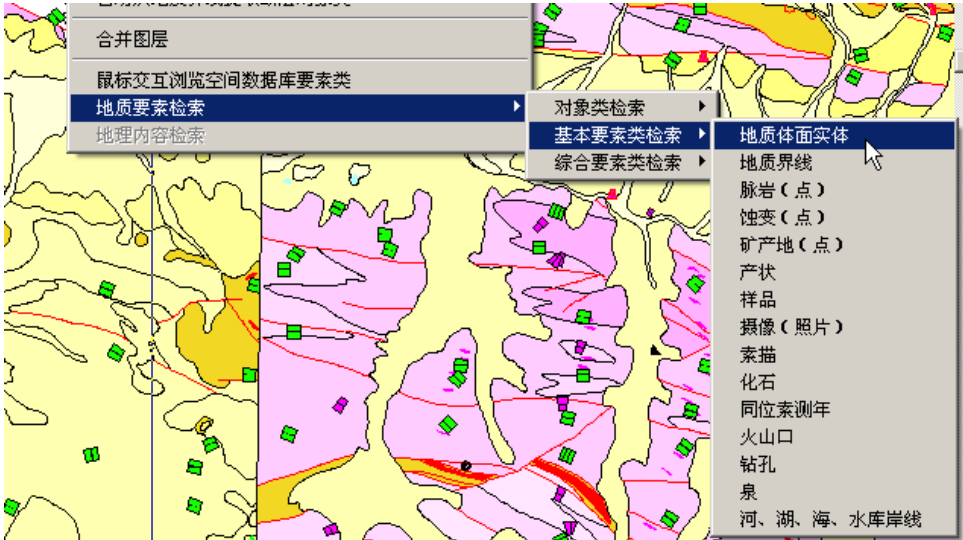 合并图层
鼠标交互浏览空间数据库要素类
地质要素检索
地理内容检索
对象类检索
基本要素类检索
综合要素类检索
地质体面实体
地质界线
脉岩(点)
蚀变(点)
矿产地(点)
产状
样品
摄像(照片)
素描
化石
同位素测年
火山口
钻孔
泉
河、湖、海、水库岸线